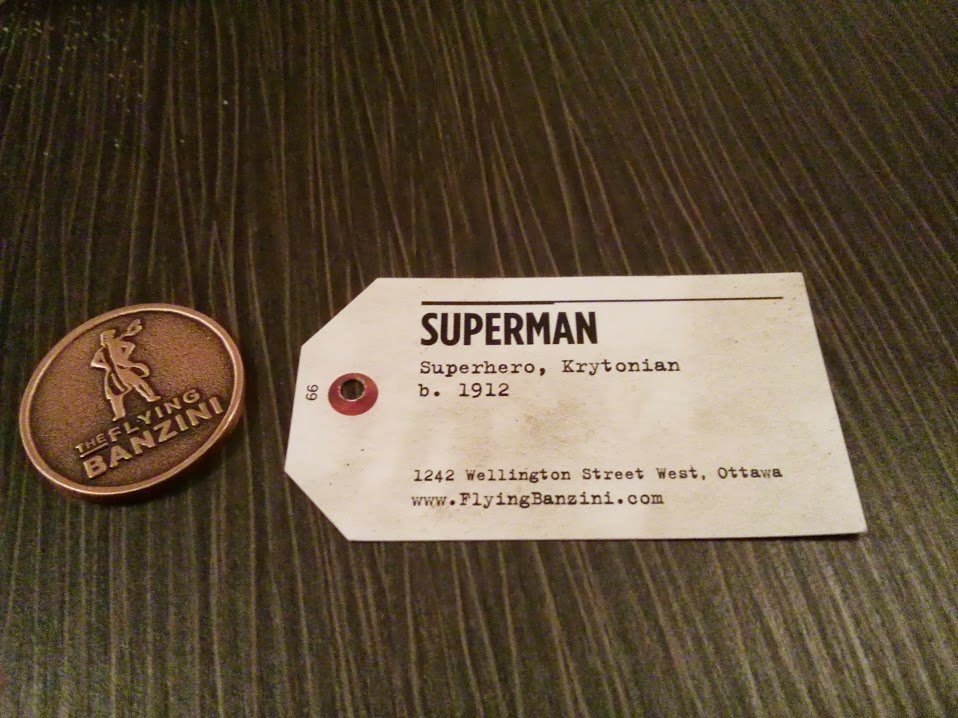 THE FLYING
BANZINI
66
SUPERMAN
Superhero, Krytonian
b. 1912
1242 Wellington Street West, Ottawa
www.FlyingBanzini.com